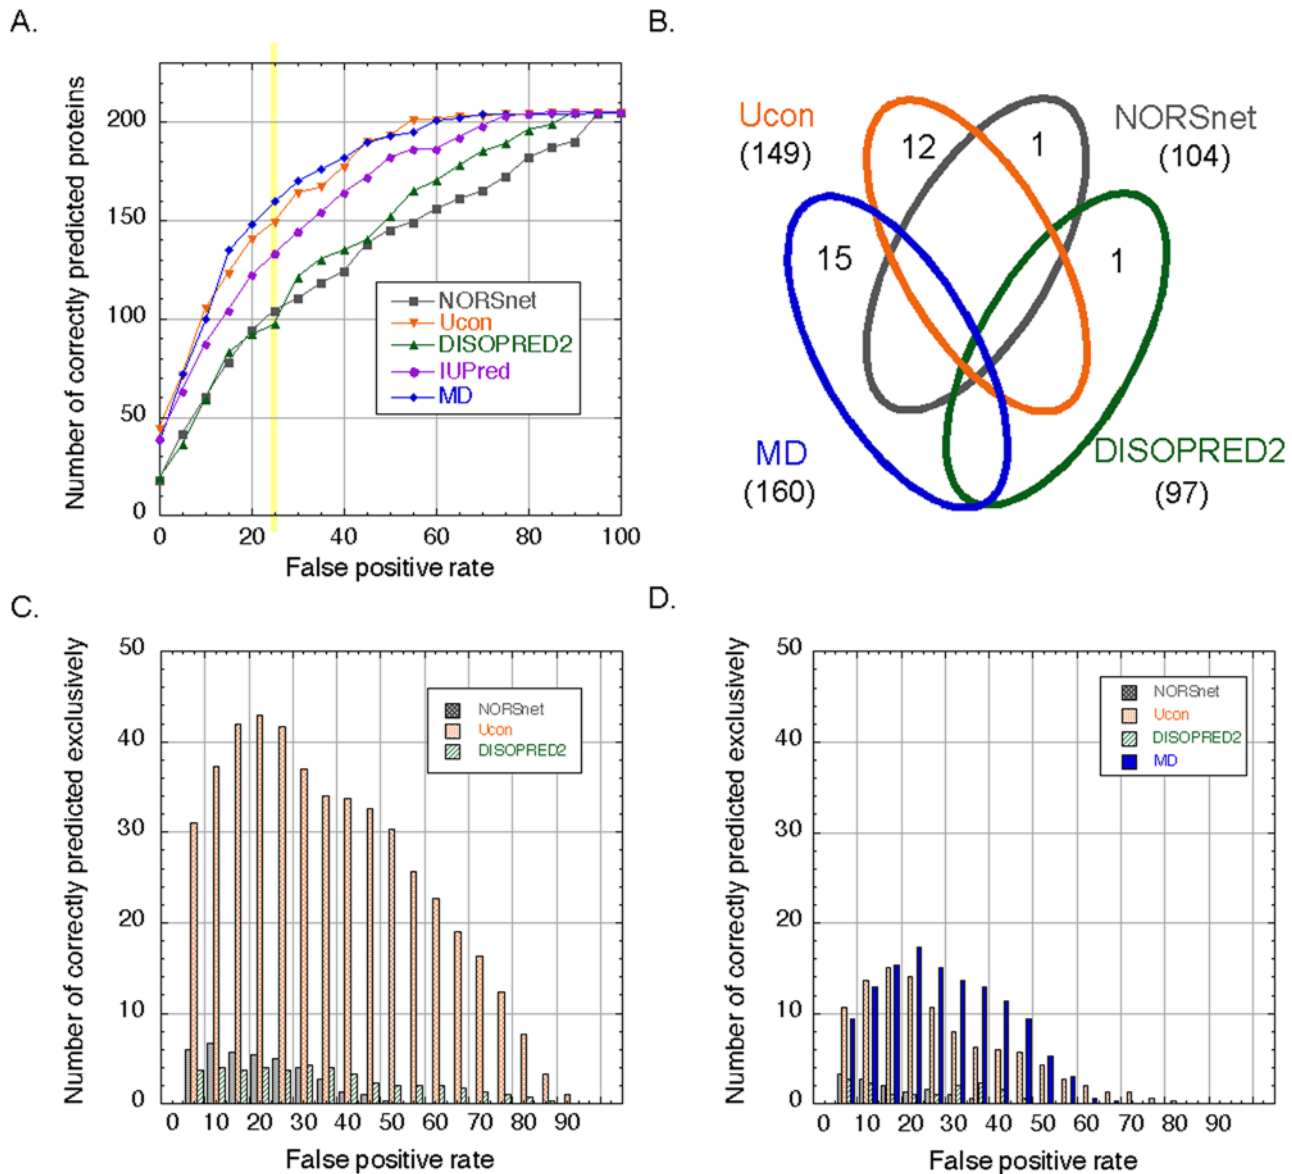 A.
Number of correctly predicted proteins
200
150
100
50
0
0 20 40 60 80 100
False positive rate
NORSnet
Ucon
DISOPRED2
IUPred
MD
B.
Ucon
(149)
NORSnet
(104)
12
1
15
1
MD
(160)
DISOPRED2
(97)
C.
Number of correctly predicted exclusively
50
40
30
20
10
0
0 10 20 30 40 50 60 70 80 90
False positive rate
NORSnet
Ucon
DISOPRED2
D.
Number of correctly predicted exclusively
50
40
30
20
10
0
0 10 20 30 40 50 60 70 80 90
False positive rate
NORSnet
Ucon
DISOPRED2
MD